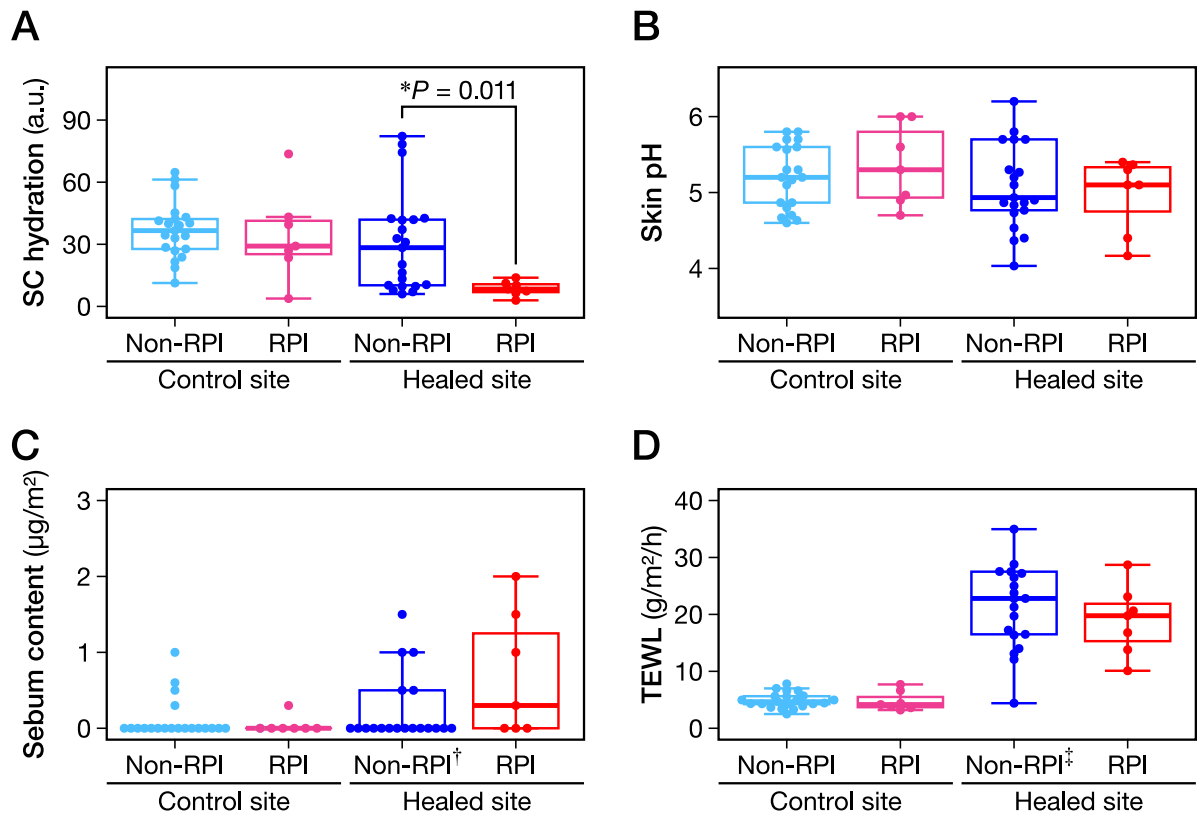 A
SC hydration (a.u.)
90
60
30
0
*P = 0.011
Non-RPI RPI Non-RPI RPI
Control site Healed site
B
Skin pH
6
5
4
Non-RPI RPI Non-RPI RPI
Control site Healed site
C
Sebum content (µg/m²)
3
2
1
0
Non-RPI RPI Non-RPI† RPI
Control site Healed site
D
TEWL (g/m²/h)
40
30
20
10
0
Non-RPI RPI Non-RPI‡ RPI
Control site Healed site